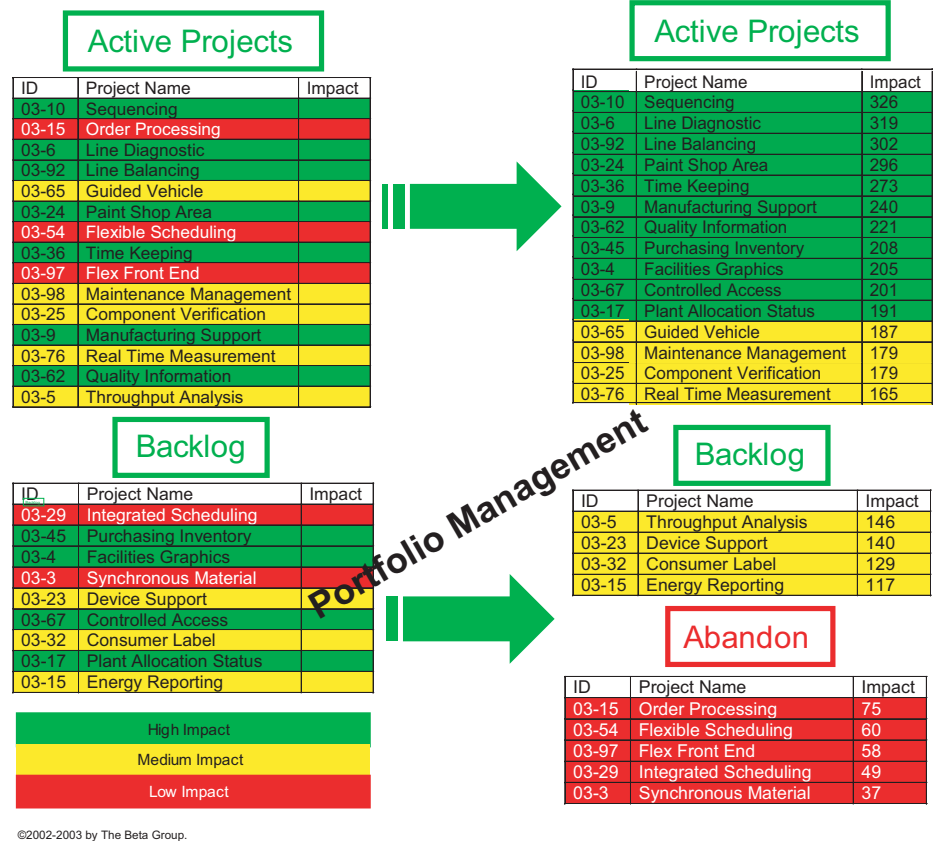 Active Projects
ID Project Name Impact
03-10 Sequencing
03-15 Order Processing
03-6 Line Diagnostic
03-92 Line Balancing
03-65 Guided Vehicle
03-24 Paint Shop Area
03-54 Flexible Scheduling
03-36 Time Keeping
03-97 Flex Front End
03-98 Maintenance Management
03-25 Component Verification
03-9 Manufacturing Support
03-76 Real Time Measurement
03-62 Quality Information
03-5 Throughput Analysis
Backlog
ID Project Name Impact
03-29 Integrated Scheduling
03-45 Purchasing Inventory
03-4 Facilities Graphics
03-3 Synchronous Material
03-23 Device Support
03-67 Controlled Access
03-32 Consumer Label
03-17 Plant Allocation Status
03-15 Energy Reporting
High Impact
Medium Impact
Low Impact
©2002-2003 by The Beta Group.
Portfolio Management
Active Projects
ID Project Name Impact
03-10 Sequencing 326
03-6 Line Diagnostic 319
03-92 Line Balancing 302
03-24 Paint Shop Area 296
03-36 Time Keeping 273
03-9 Manufacturing Support 240
03-62 Quality Information 221
03-45 Purchasing Inventory 208
03-4 Facilities Graphics 205
03-67 Controlled Access 201
03-17 Plant Allocation Status 191
03-65 Guided Vehicle 187
03-98 Maintenance Management 179
03-25 Component Verification 179
03-76 Real Time Measurement 165
Backlog
ID Project Name Impact
03-5 Throughput Analysis 146
03-23 Device Support 140
03-32 Consumer Label 129
03-15 Energy Reporting 117
Abandon
ID Project Name Impact
03-15 Order Processing 75
03-54 Flexible Scheduling 60
03-97 Flex Front End 58
03-29 Integrated Scheduling 49
03-3 Synchronous Material 37